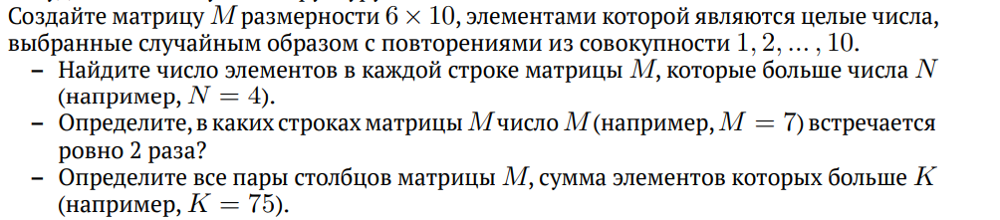 Создайте матрицу M размерности 6 × 10, элементами которой являются целые числа,
выбранные случайным образом с повторениями из совокупности 1, 2, ... , 10.
– Найдите число элементов в каждой строке матрицы M, которые больше числа N
(например, N = 4).
– Определите, в каких строках матрицы M число M (например, M = 7) встречается
ровно 2 раза?
– Определите все пары столбцов матрицы M, сумма элементов которых больше K
(например, K = 75).